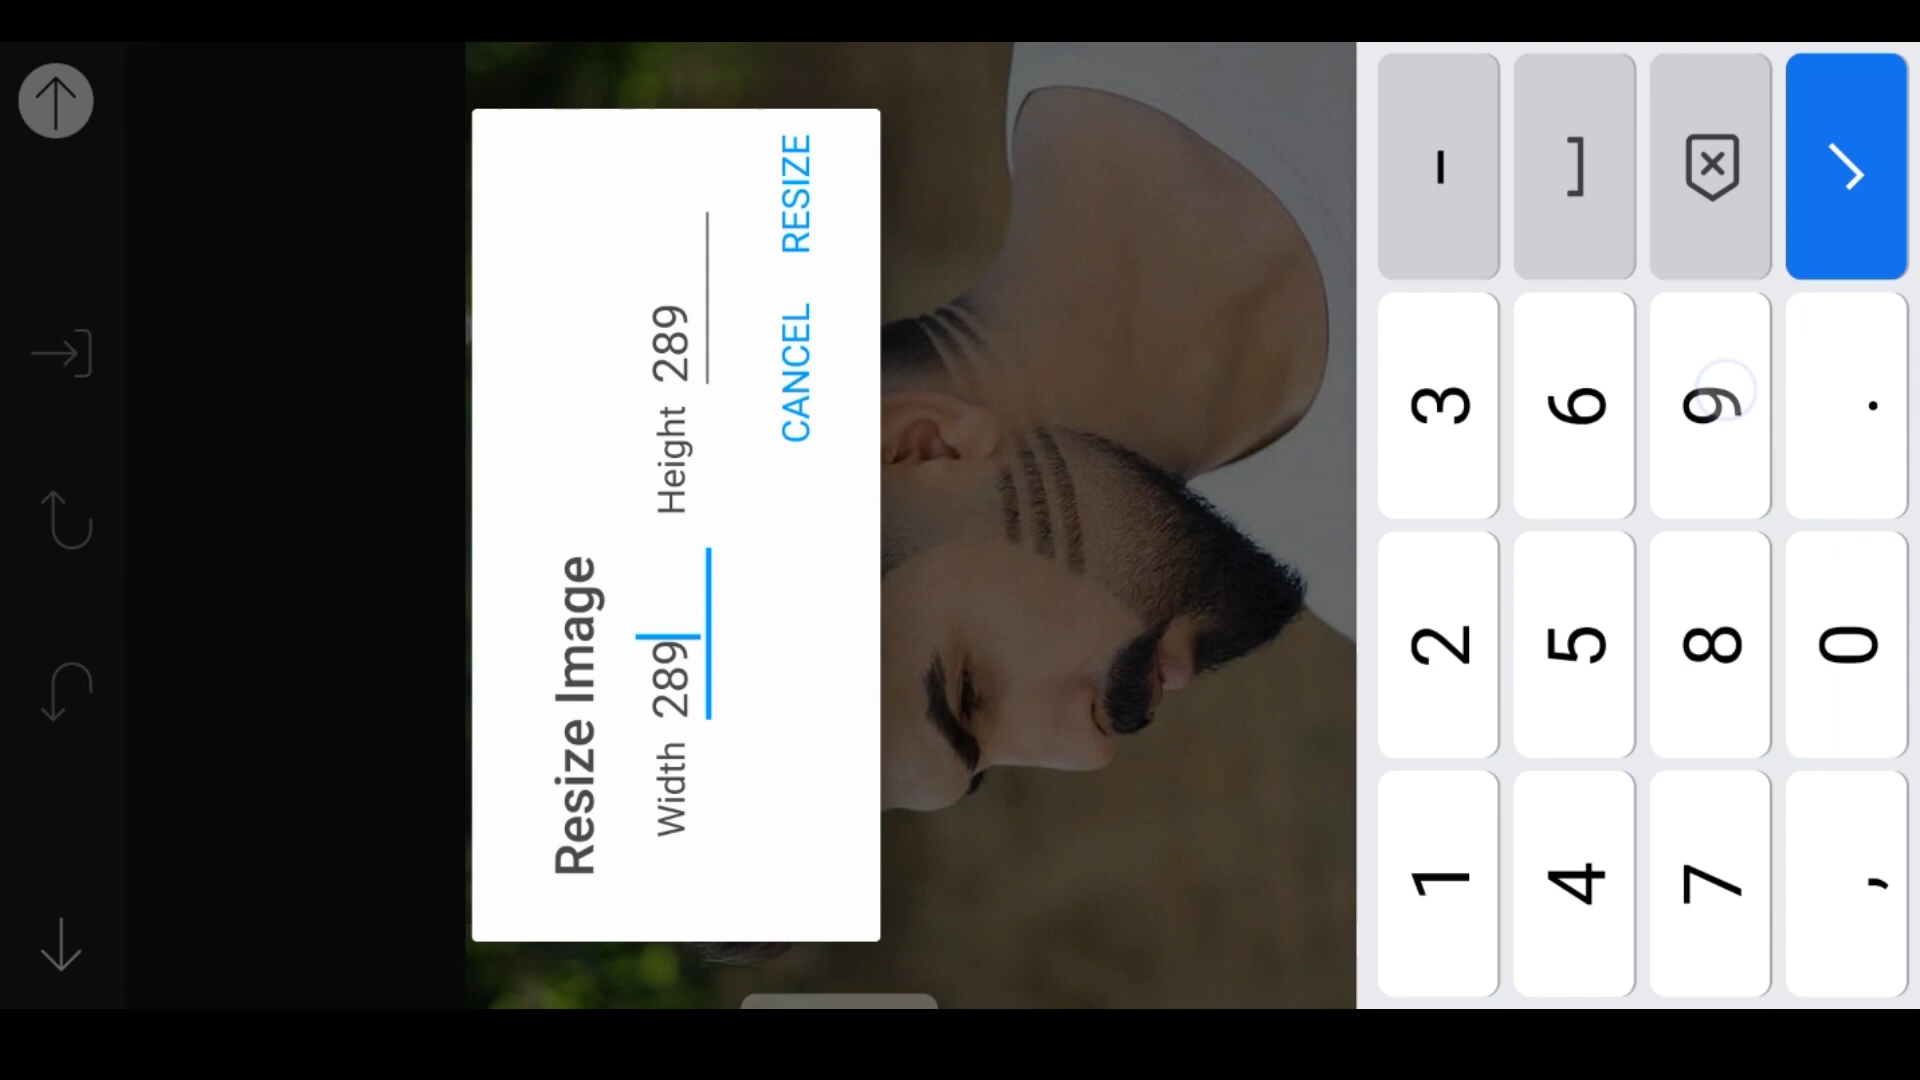 Resize Image
Width 289 Height 289
CANCEL RESIZE
1 2 3 -
4 5 6 ]
7 8 9
, 0 .